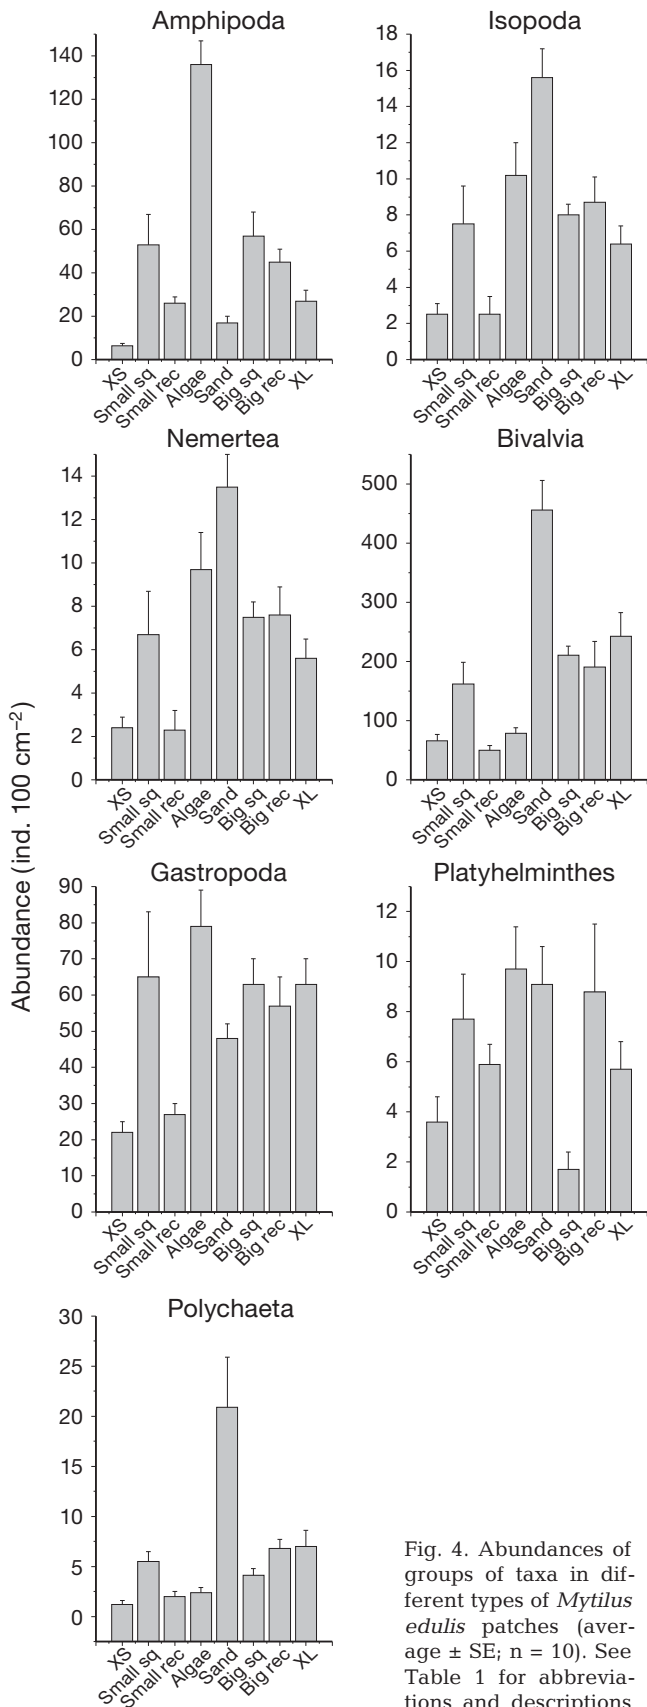 Amphipoda
140
120
100
80
60
40
20
0
XS
Small sq
Small rec
Algae
Sand
Big sq
Big rec
XL
Isopoda
18
16
14
12
10
8
6
4
2
0
XS
Small sq
Small rec
Algae
Sand
Big sq
Big rec
XL
Abundance (ind. 100 cm⁻²)
Nemertea
14
12
10
8
6
4
2
0
XS
Small sq
Small rec
Algae
Sand
Big sq
Big rec
XL
Bivalvia
500
400
300
200
100
0
XS
Small sq
Small rec
Algae
Sand
Big sq
Big rec
XL
Gastropoda
90
80
70
60
50
40
30
20
10
0
XS
Small sq
Small rec
Algae
Sand
Big sq
Big rec
XL
Platyhelminthes
12
10
8
6
4
2
0
XS
Small sq
Small rec
Algae
Sand
Big sq
Big rec
XL
Polychaeta
30
25
20
15
10
5
0
XS
Small sq
Small rec
Algae
Sand
Big sq
Big rec
XL
Fig. 4. Abundances of
groups of taxa in dif-
ferent types of Mytilus
edulis patches (aver-
age ± SE; n = 10). See
Table 1 for abbrevia-
tions and descriptions